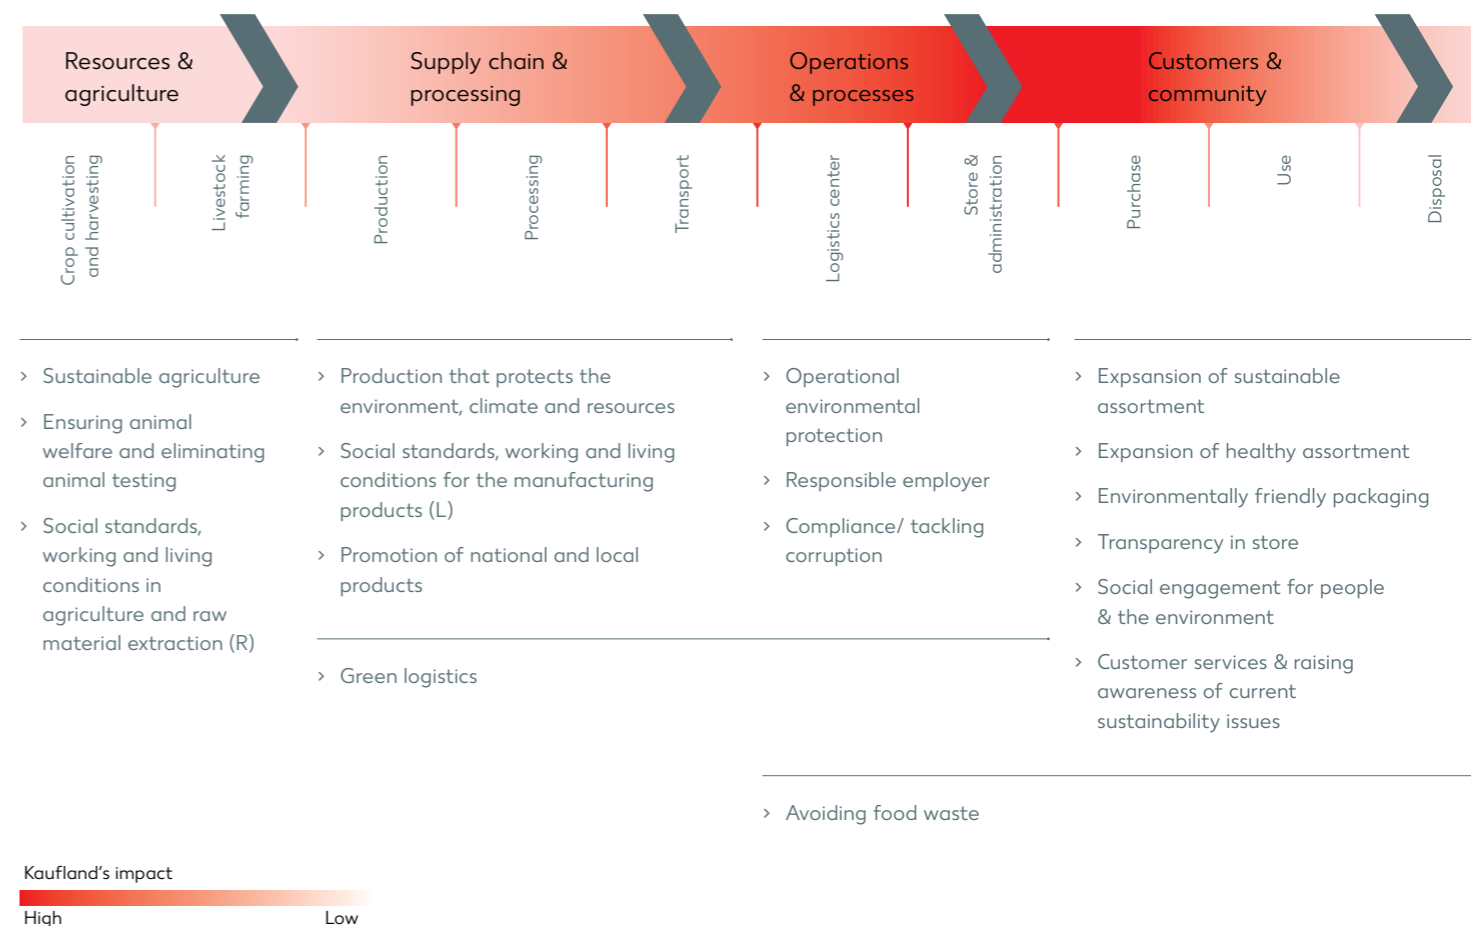 Resources &
agriculture
Supply chain &
processing
Operations
& processes
Customers &
community
Crop cultivation
and harvesting
Livestock
farming
Production
Processing
Transport
Logistics center
Store &
administration
Purchase
Use
Disposal
› Sustainable agriculture
› Ensuring animal
welfare and eliminating
animal testing
› Social standards,
working and living
conditions in
agriculture and raw
material extraction (R)
› Production that protects the
environment, climate and resources
› Social standards, working and living
conditions for the manufacturing
products (L)
› Promotion of national and local
products
› Green logistics
› Operational
environmental
protection
› Responsible employer
› Compliance/ tackling
corruption
› Expsansion of sustainable
assortment
› Expansion of healthy assortment
› Environmentally friendly packaging
› Transparency in store
› Social engagement for people
& the environment
› Customer services & raising
awareness of current
sustainability issues
› Avoiding food waste
Kaufland's impact
High
Low